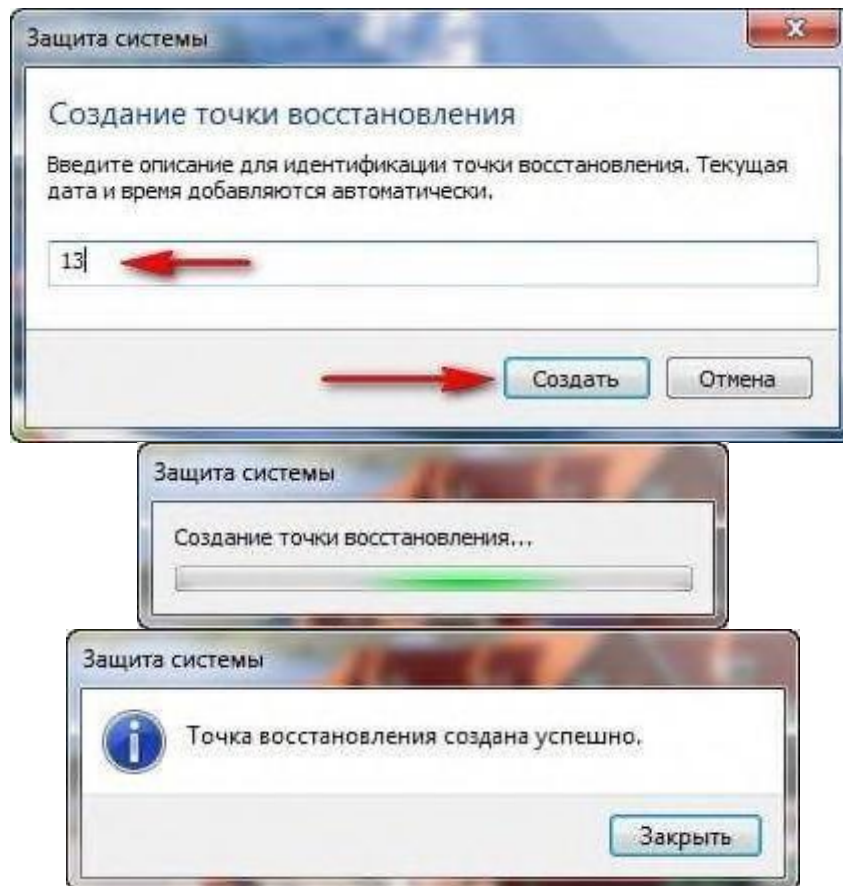 Защита системы
Создание точки восстановления
Введите описание для идентификации точки восстановления. Текущая
дата и время добавляются автоматически.
13
Создать Отмена
Защита системы
Создание точки восстановления...
Защита системы
Точка восстановления создана успешно.
Закрыть